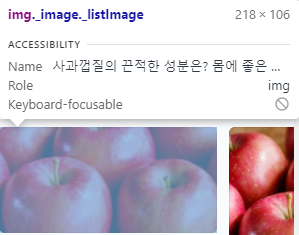 img._image._listImage 218 × 106
ACCESSIBILITY
Name 사과껍질의 끈적한 성분은? 몸에 좋은 ...
Role img
Keyboard-focusable